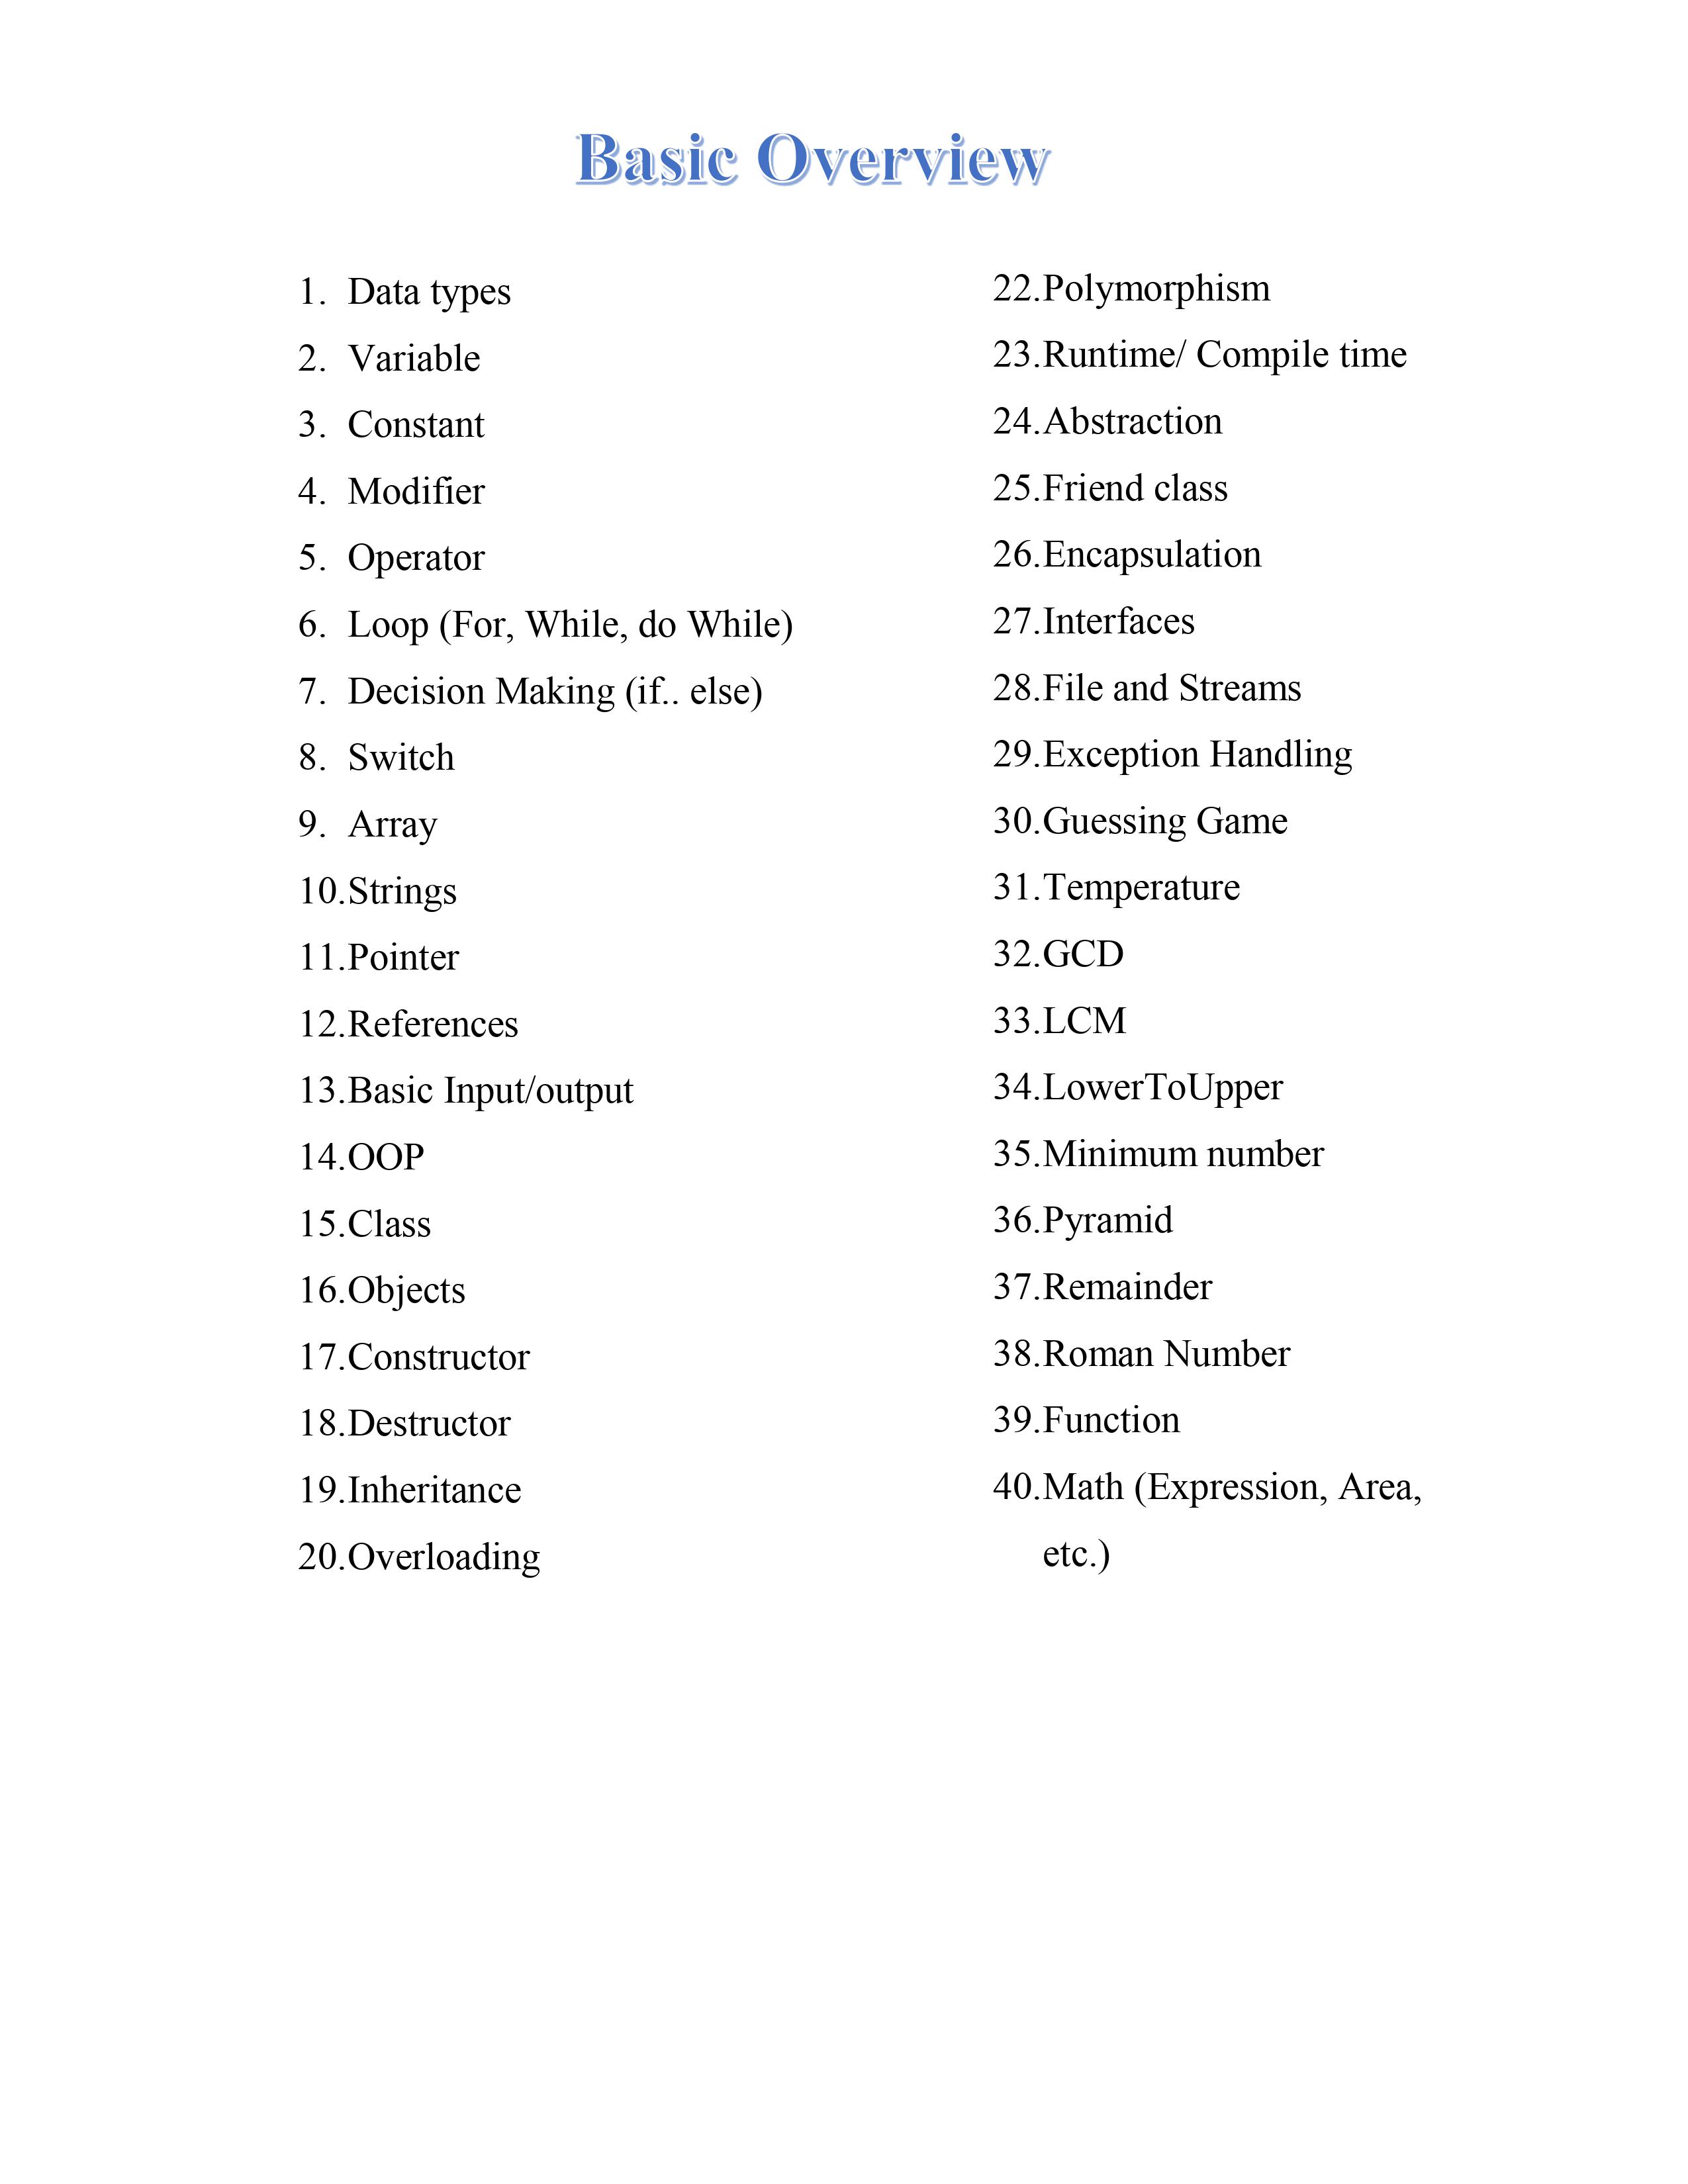 Basic Overview
1. Data types
2. Variable
3. Constant
4. Modifier
5. Operator
6. Loop (For, While, do While)
7. Decision Making (if.. else)
8. Switch
9. Array
10.Strings
11.Pointer
12.References
13.Basic Input/output
14.OOP
15.Class
16.Objects
17.Constructor
18.Destructor
19.Inheritance
20.Overloading
22.Polymorphism
23.Runtime/ Compile time
24.Abstraction
25.Friend class
26.Encapsulation
27.Interfaces
28.File and Streams
29.Exception Handling
30.Guessing Game
31.Temperature
32.GCD
33.LCM
34.LowerToUpper
35.Minimum number
36.Pyramid
37.Remainder
38.Roman Number
39.Function
40.Math (Expression, Area,
etc.)